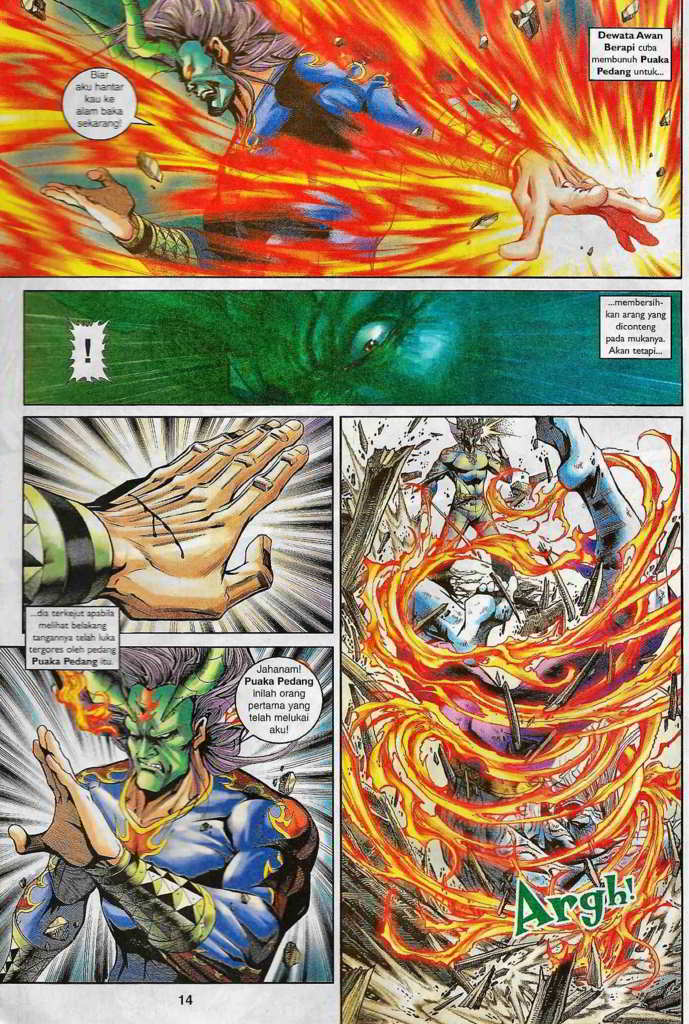 Dewata Awan
Berapi cuba
membunuh Puaka
Pedang untuk...
Biar
aku hantar
kau ke
alam baka
sekarang!
...membersih-
kan arang yang
diconteng
pada mukanya.
Akan tetapi...
!
...dia terkejut apabila
melihat belakang
tangannya telah luka
tergores oleh pedang
Puaka Pedang itu.
Jahanam!
Puaka Pedang
inilah orang
pertama yang
telah melukai
aku!
Argh!
14